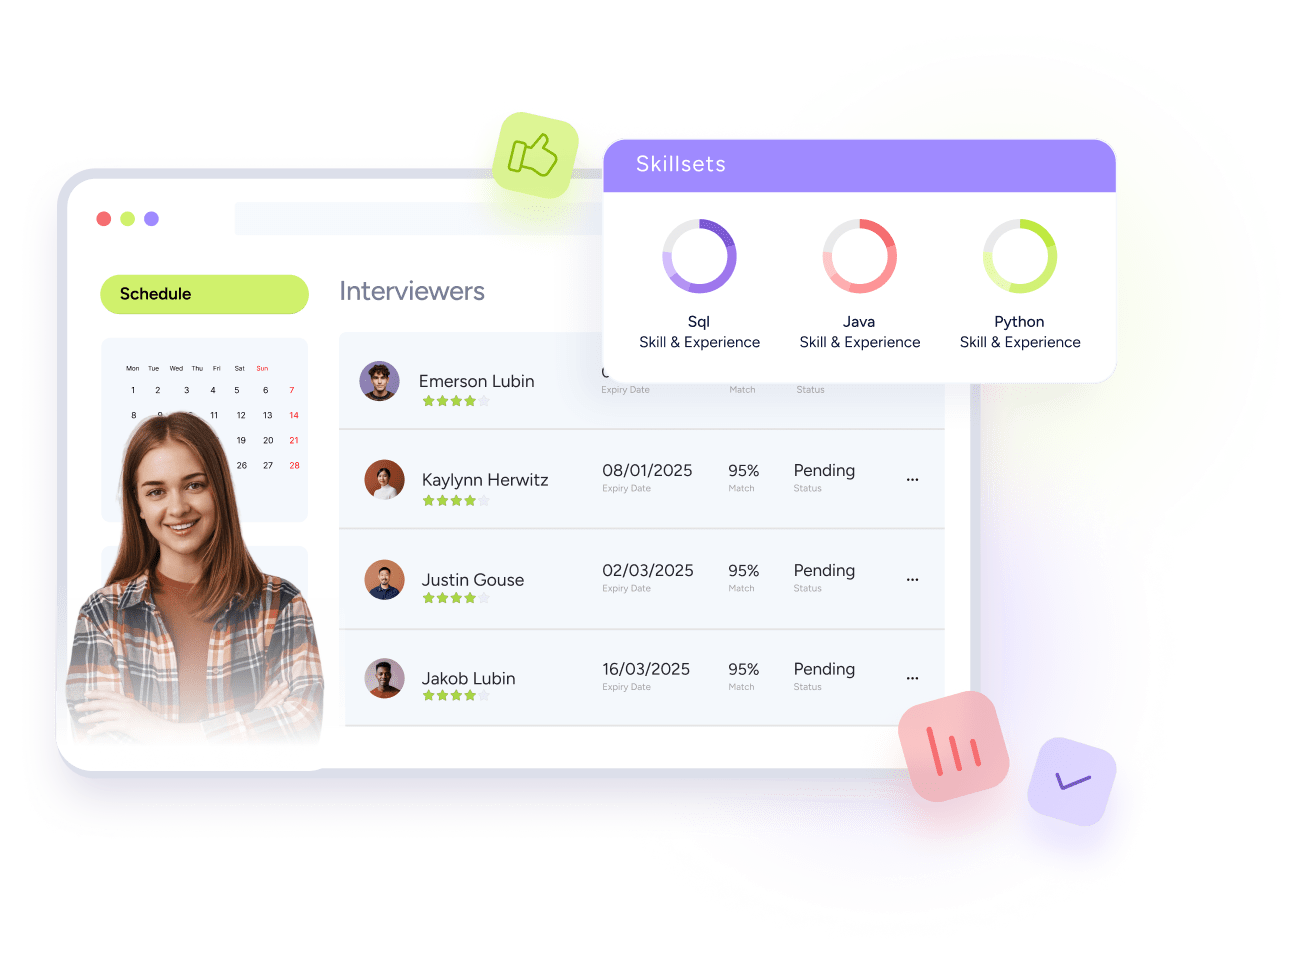 Skillsets
Sql
Skill & Experience
Java
Skill & Experience
Python
Skill & Experience
Schedule
Mon Tue Wed Thu Fri Sat Sun
1 2 3 4 5 6 7
8 9 11 12 13 14
19 20 21
26 27 28
Interviewers
Emerson Lubin
Expiry Date Match Status
Kaylynn Herwitz 08/01/2025 95% Pending ...
Expiry Date Match Status
Justin Gouse 02/03/2025 95% Pending ...
Expiry Date Match Status
Jakob Lubin 16/03/2025 95% Pending ...
Expiry Date Match Status